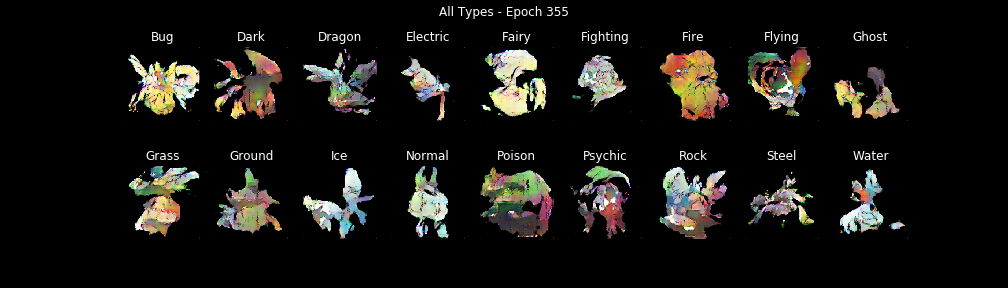 All Types - Epoch 355
Bug Dark Dragon Electric Fairy Fighting Fire Flying Ghost
Grass Ground Ice Normal Poison Psychic Rock Steel Water